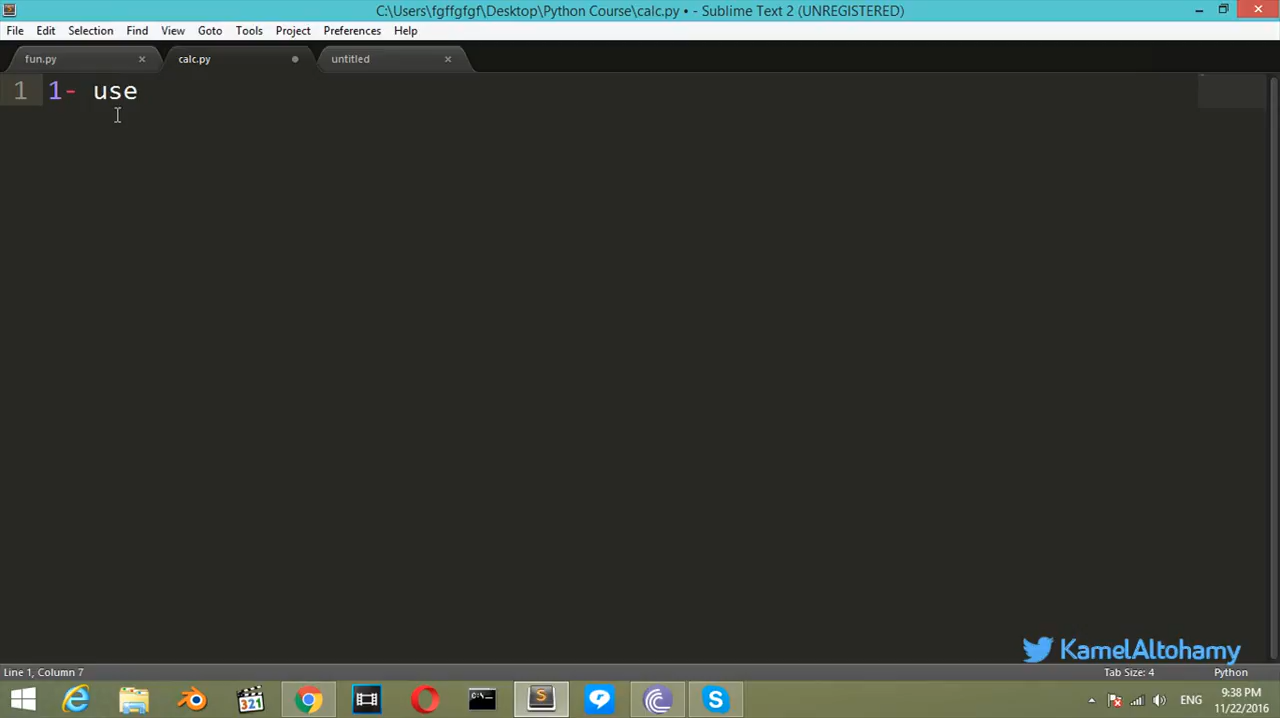 C:\Users\fgffgfgf\Desktop\Python Course\calc.py • - Sublime Text 2 (UNREGISTERED)
File Edit Selection Find View Goto Tools Project Preferences Help
fun.py calc.py untitled
1 1- use
KamelAltohamy
Line 1, Column 7 Tab Size: 4 Python
321
C:\.
S
S
ENG
9:38 PM
11/22/2016